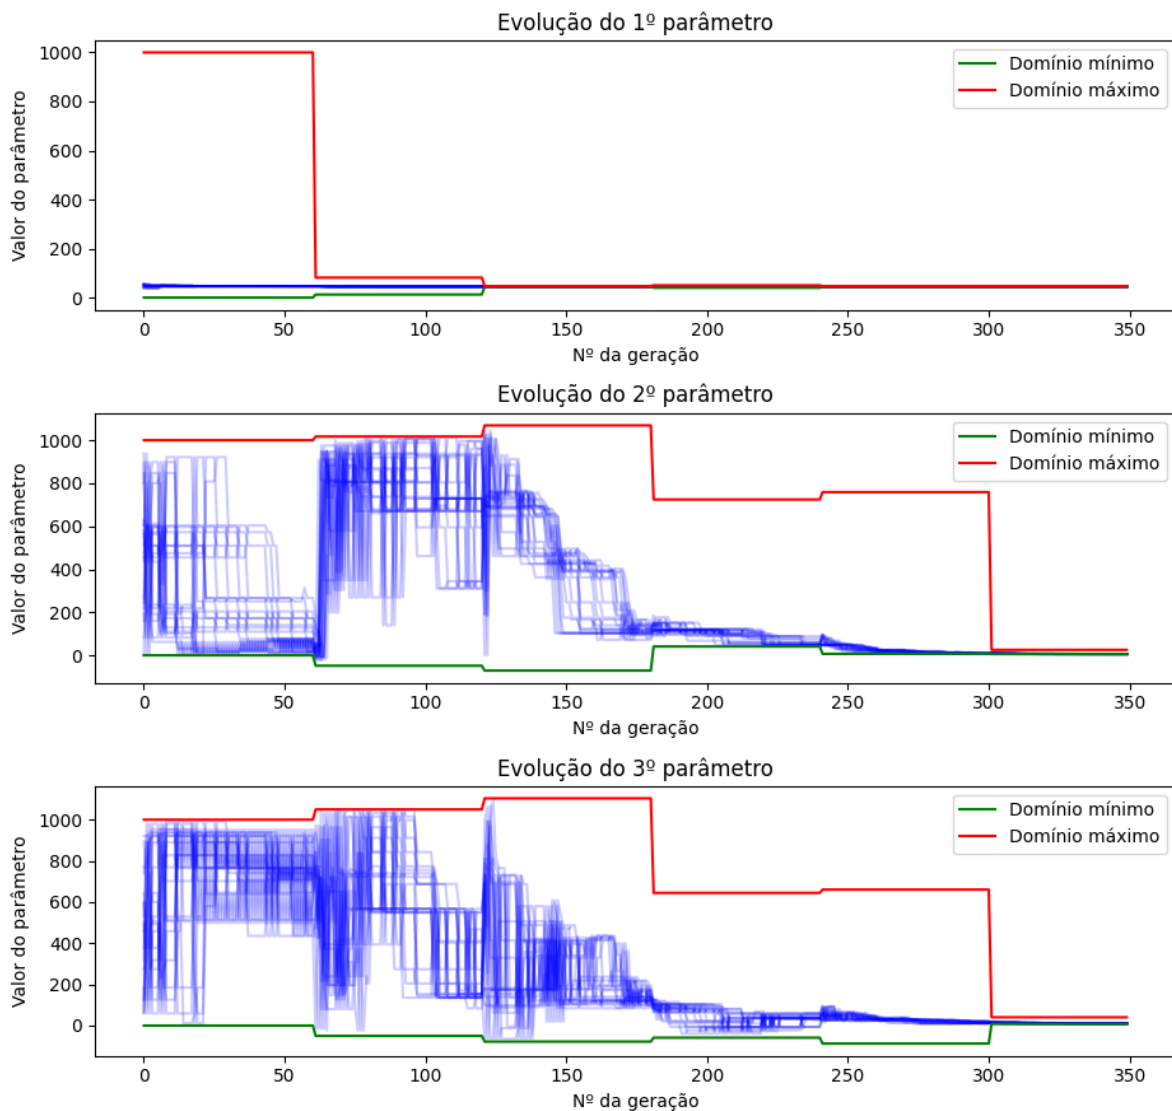 Evolução do 1º parâmetro
Valor do parâmetro
1000
800
600
400
200
0
Domínio mínimo
Domínio máximo
0 50 100 150 200 250 300 350
Nº da geração
Evolução do 2º parâmetro
Valor do parâmetro
1000
800
600
400
200
0
Domínio mínimo
Domínio máximo
0 50 100 150 200 250 300 350
Nº da geração
Evolução do 3º parâmetro
Valor do parâmetro
1000
800
600
400
200
0
Domínio mínimo
Domínio máximo
0 50 100 150 200 250 300 350
Nº da geração